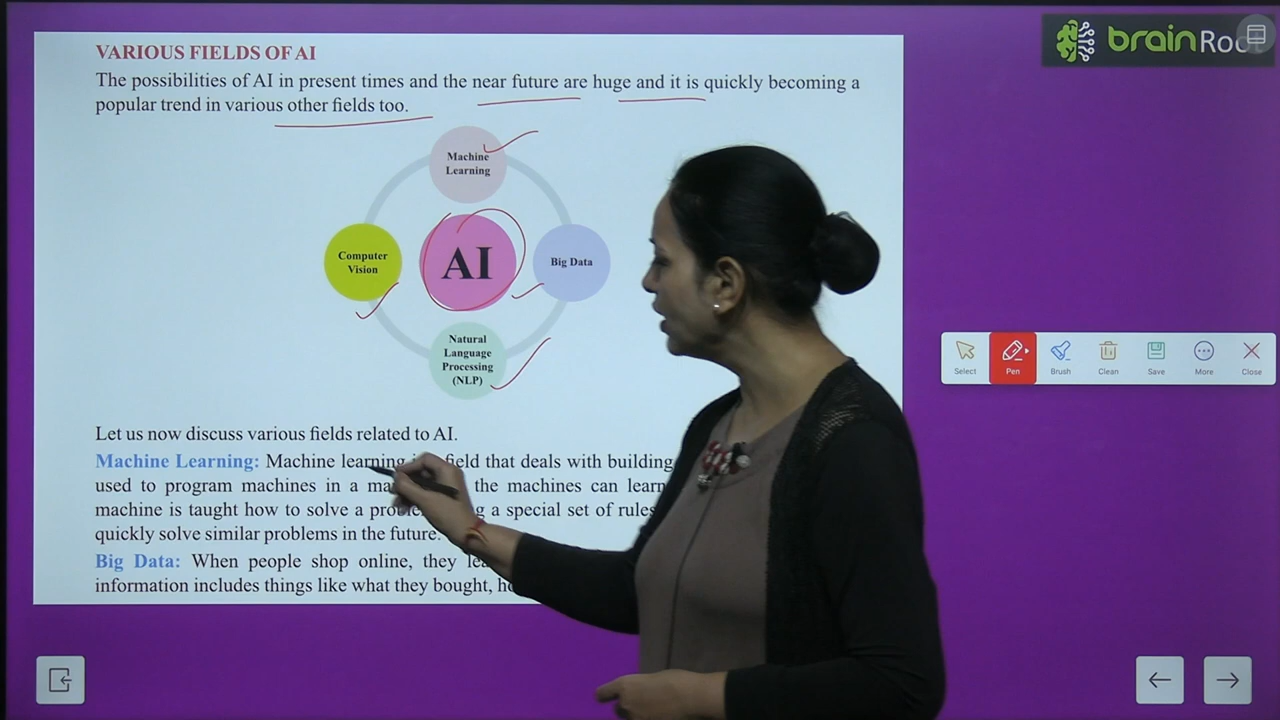 brainRoot
VARIOUS FIELDS OF AI
The possibilities of AI in present times and the near future are huge and it is quickly becoming a
popular trend in various other fields too.
Machine
Learning
Computer
Vision
AI
Big Data
Natural
Language
Processing
(NLP)
Select
Pen
Brush
Clean
Save
More
Close
Let us now discuss various fields related to AI.
Machine Learning: Machine learning field that deals with building
used to program machines in a the machines can learn
machine is taught how to solve a a special set of rules
quickly solve similar problems in the future.
Big Data: When people shop online, they
information includes things like what they bought,